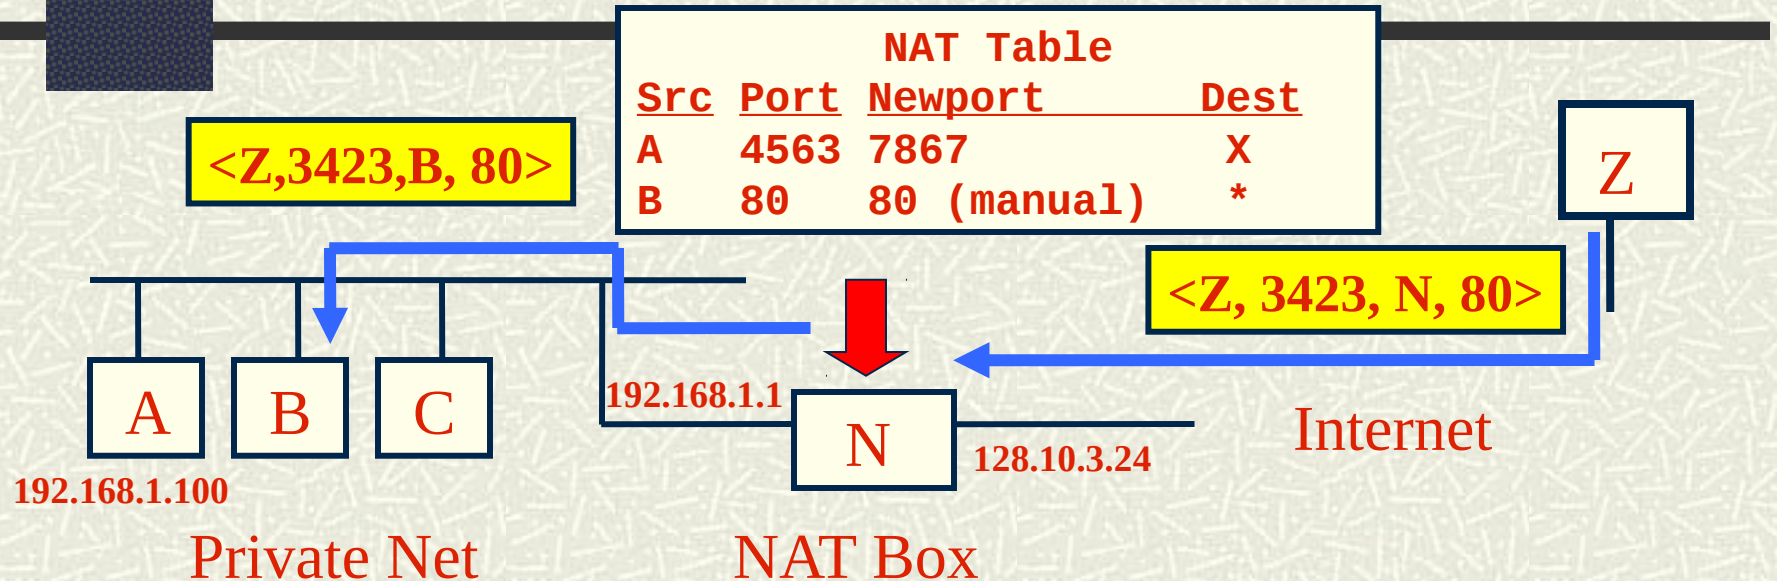 NAT Table
Src Port Newport Dest
A 4563 7867 X
B 80 80 (manual) *
<Z,3423,B, 80>
Z
<Z, 3423, N, 80>
A B C
192.168.1.1
N
Internet
128.10.3.24
192.168.1.100
Private Net
NAT Box